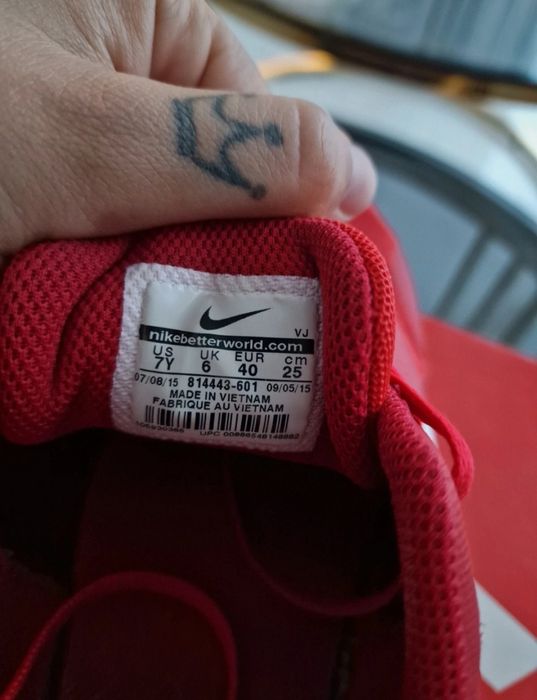 VJ
nikebetterworld.com
US UK EUR cm
7Y 6 40 25
07/08/15 814443-601 09/05/15
MADE IN VIETNAM
FABRIQUE AU VIETNAM
UPC